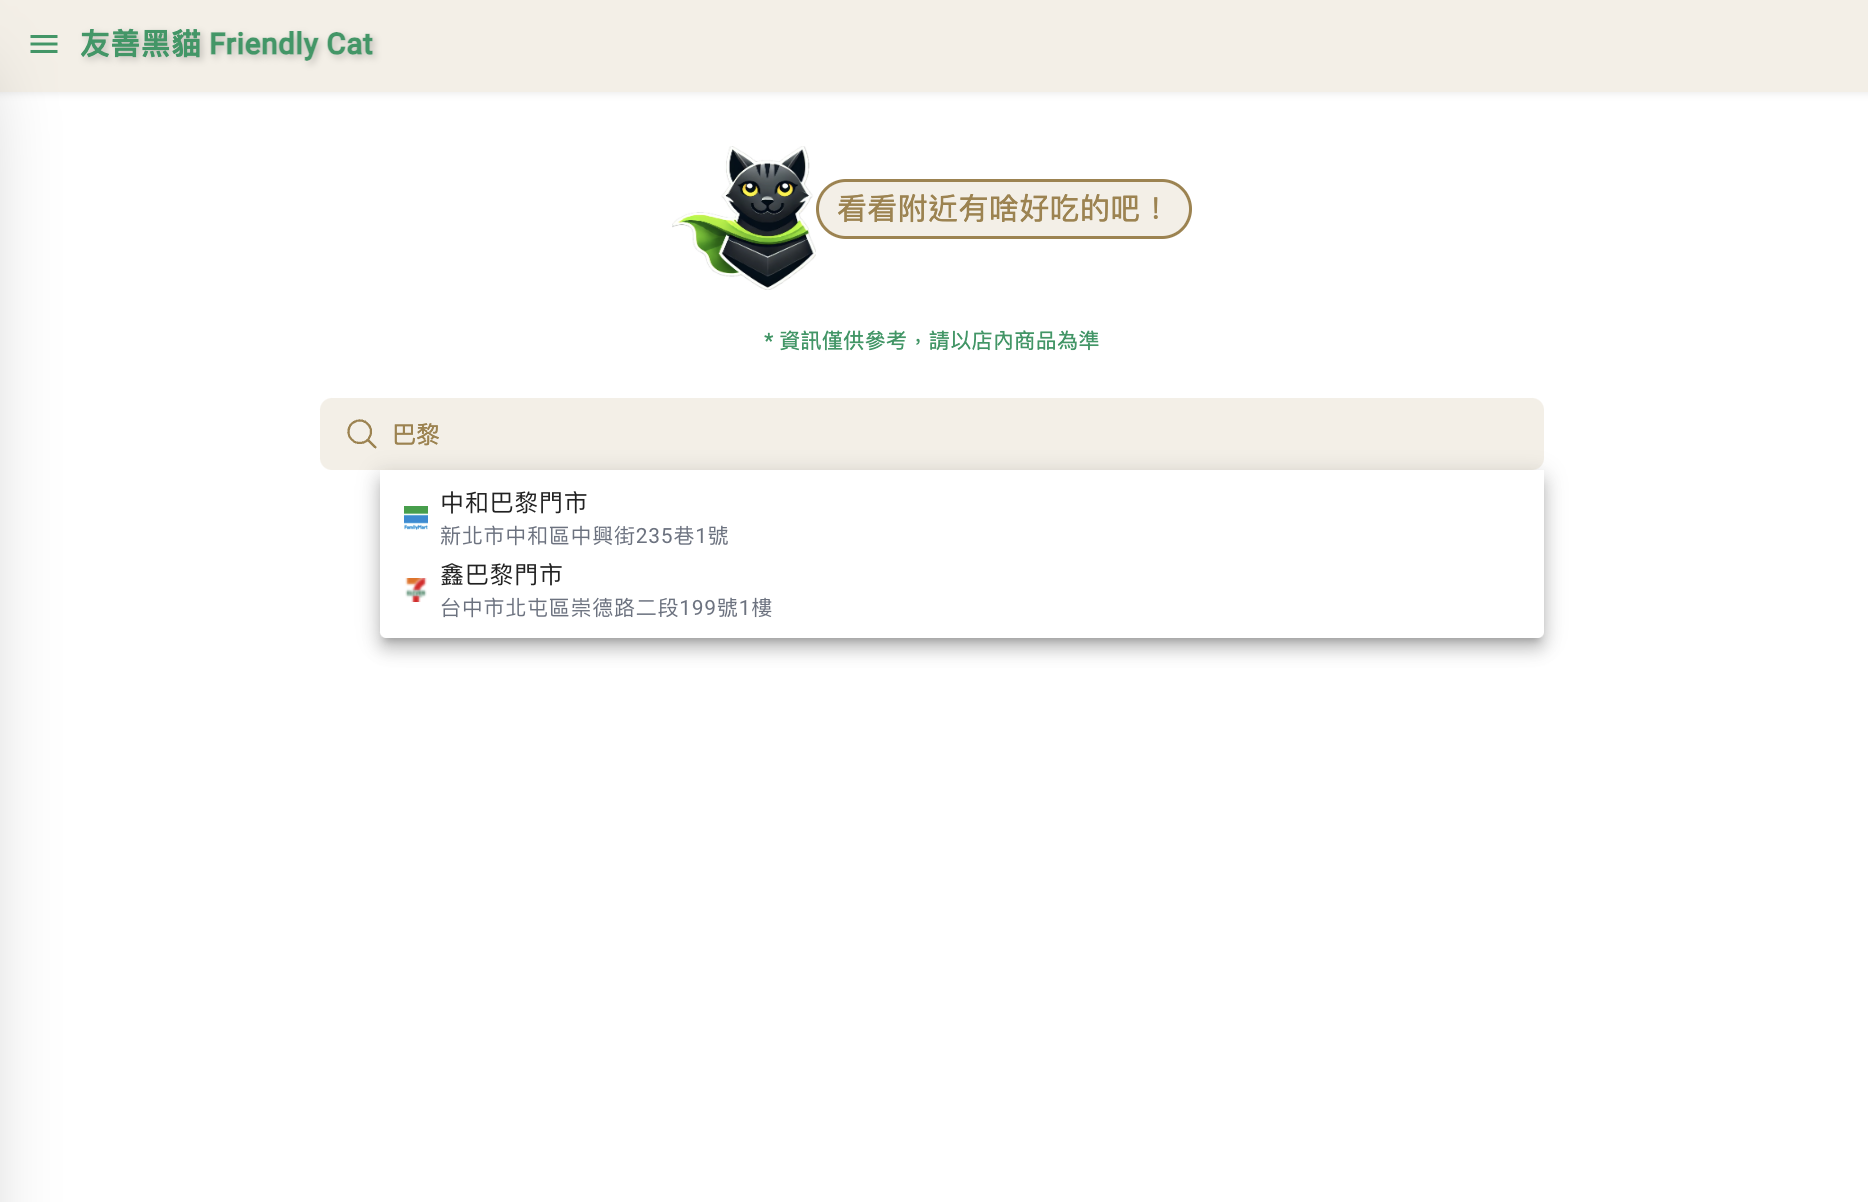 友善黑貓 Friendly Cat
看看附近有啥好吃的吧！
* 資訊僅供參考，請以店內商品為準
巴黎
中和巴黎門市
FamilyMart
新北市中和區中興街235巷1號
鑫巴黎門市
台中市北屯區崇德路二段199號1樓